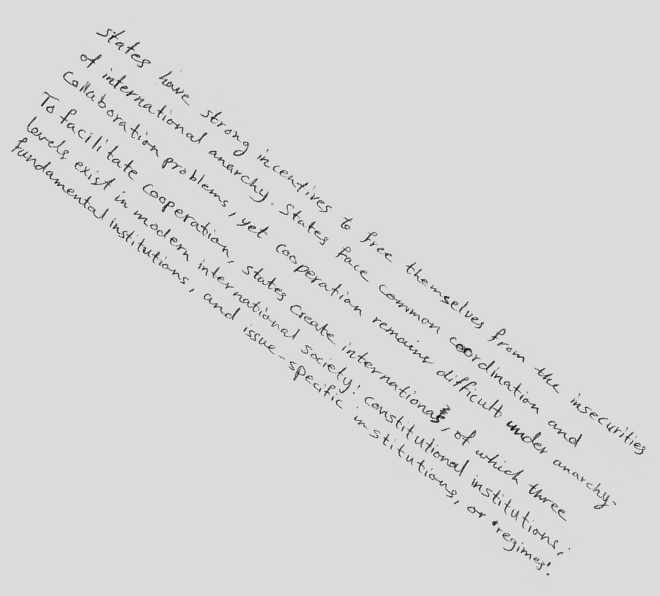 States have strong incentives to free themselves from the insecurities
of international anarchy. States face common coordination and
collaboration problems, yet cooperation remains difficult under anarchy.
To facilitate cooperation, states create internationals, of which three
levels exist in modern international society: constitutional institutions,
fundamental institutions, and issue-specific institutions, or 'regimes'.